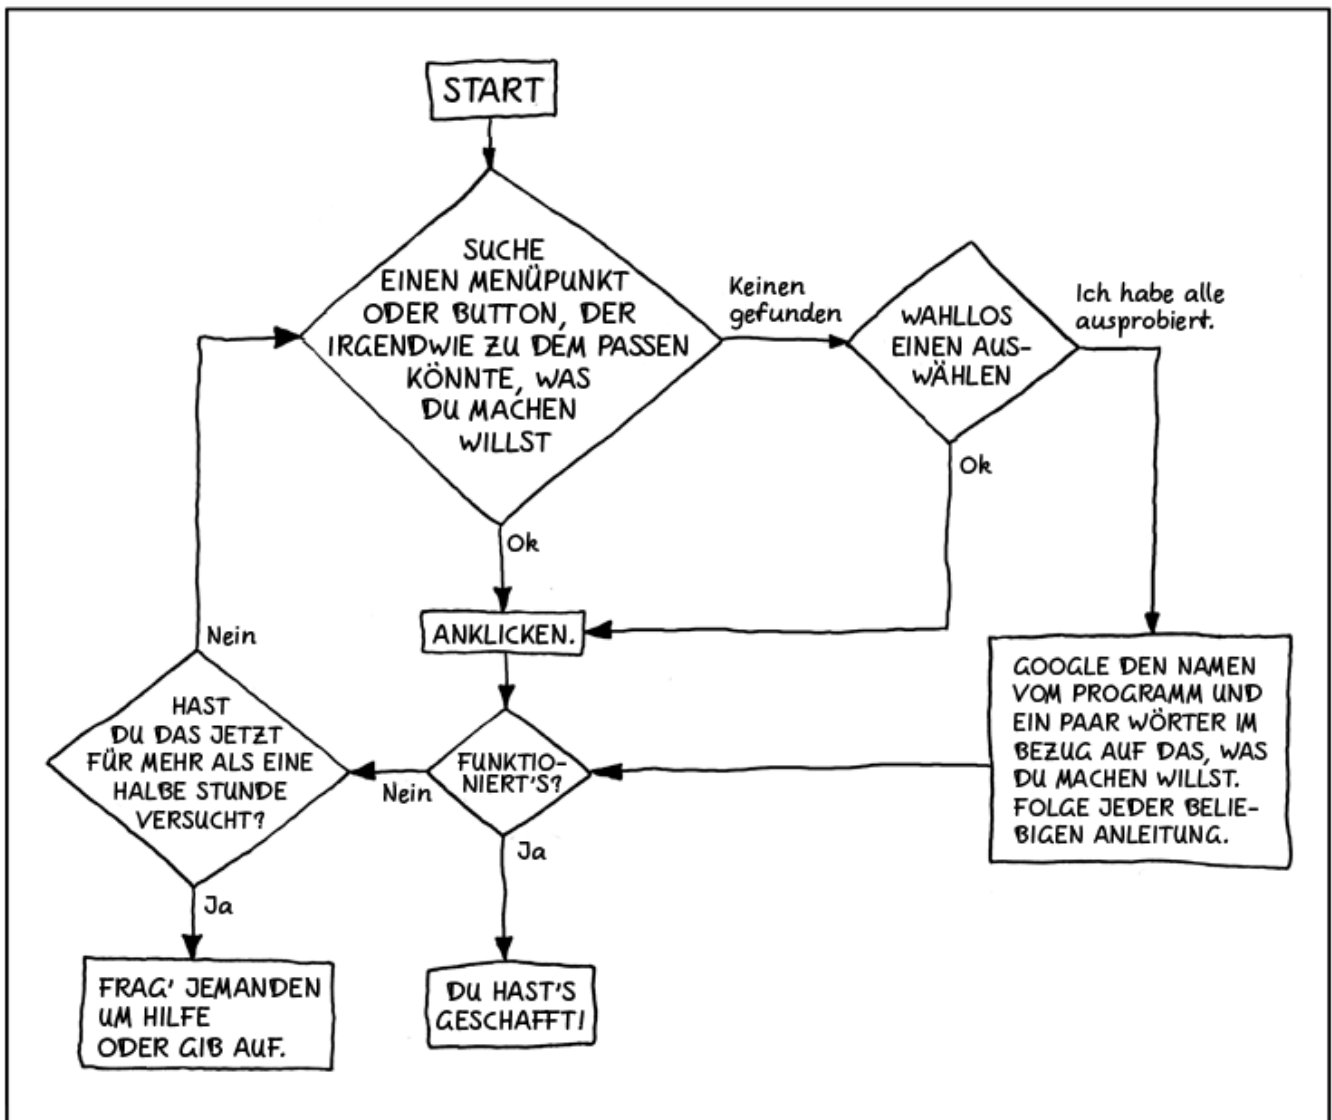 START
SUCHE
EINEN MENÜPUNKT
ODER BUTTON, DER
IRGENDWIE ZU DEM PASSEN
KÖNNTE, WAS
DU MACHEN
WILLST
Keinen
gefunden
WAHLLOS
EINEN AUS-
WÄHLEN
Ich habe alle
ausprobiert.
Ok
Ok
ANKLICKEN.
Nein
HAST
DU DAS JETZT
FÜR MEHR ALS EINE
HALBE STUNDE
VERSUCHT?
Nein
FUNKTIO-
NIERT'S?
GOOGLE DEN NAMEN
VOM PROGRAMM UND
EIN PAAR WÖRTER IM
BEZUG AUF DAS, WAS
DU MACHEN WILLST.
FOLGE JEDER BELIE-
BIGEN ANLEITUNG.
Ja
Ja
FRAG' JEMANDEN
UM HILFE
ODER GIB AUF.
DU HAST'S
GESCHAFFT!